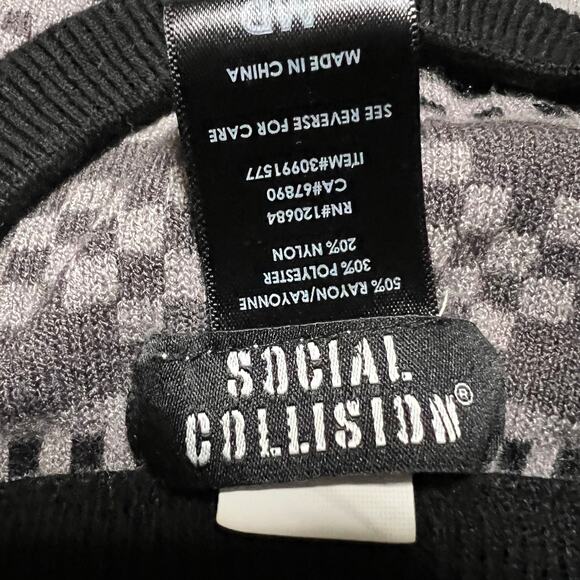 SOCIAL
COLLISION®
50% RAYON/RAYONNE
30% POLYESTER
20% NYLON
RN#120684
CA#67890
ITEM#30991577
SEE REVERSE FOR CARE
MADE IN CHINA